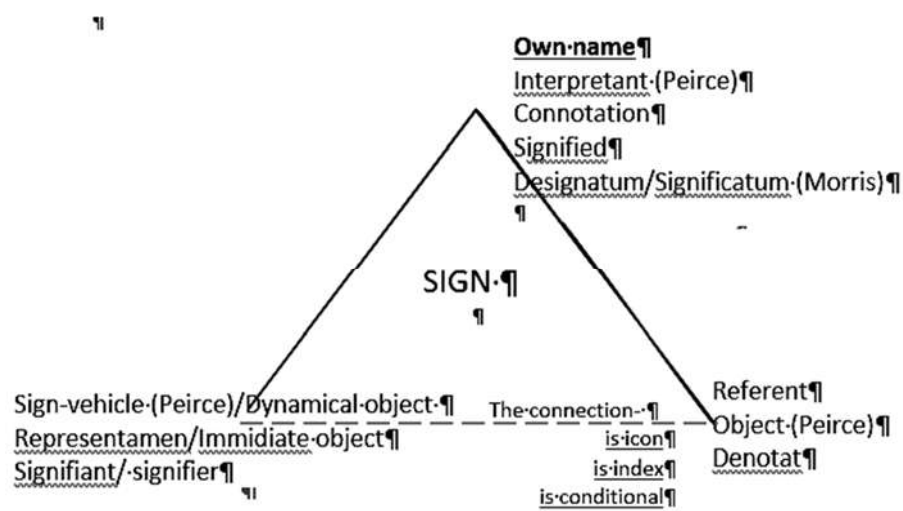 ¶
Own·name¶
Interpretant·(Peirce)¶
Connotation¶
Signified¶
Designatum/Significatum·(Morris)¶
¶
SIGN·¶
¶
Sign-vehicle·(Peirce)/Dynamical·object·¶
Representamen/Immidiate·object¶
Signifiant/·signifier¶
¶
The·connection-·¶
is·icon¶
is·index¶
is·conditional¶
Referent¶
Object·(Peirce)¶
Denotat¶